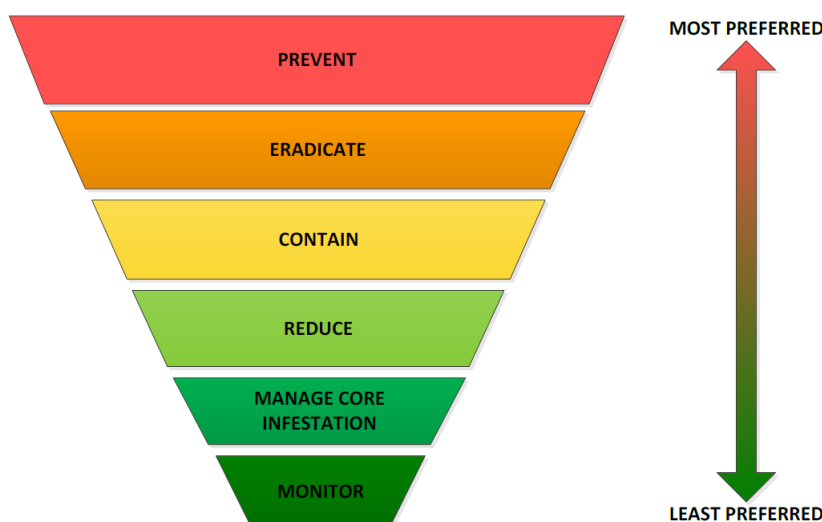 MOST PREFERRED
PREVENT
ERADICATE
CONTAIN
REDUCE
MANAGE CORE
INFESTATION
MONITOR
LEAST PREFERRED